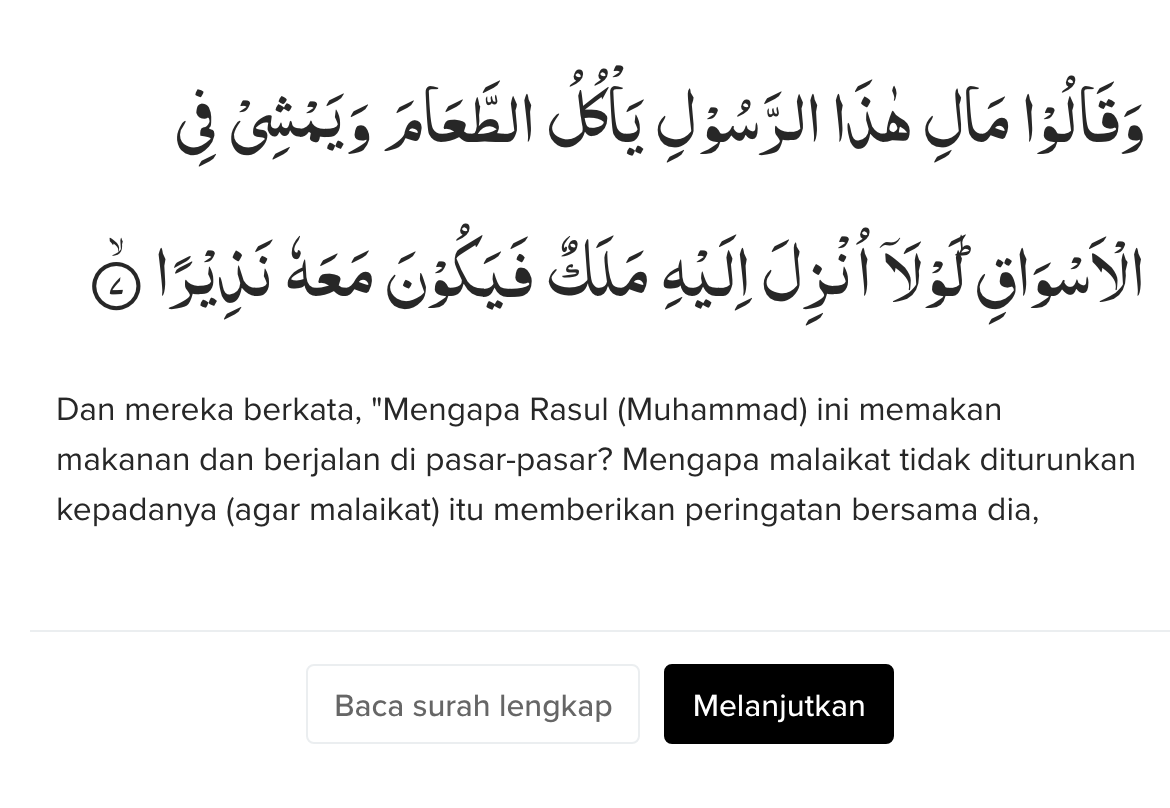 وَقَالُوْا مَالِ هٰذَا الرَّسُوْلِ يَأْكُلُ الطَّعَامَ وَيَمْشِيْ فِى
الْاَسْوَاقِۗ لَوْلَآ اُنْزِلَ اِلَيْهِ مَلَكٌ فَيَكُوْنَ مَعَهٗ نَذِيْرًا ۙ ٧
Dan mereka berkata, "Mengapa Rasul (Muhammad) ini memakan
makanan dan berjalan di pasar-pasar? Mengapa malaikat tidak diturunkan
kepadanya (agar malaikat) itu memberikan peringatan bersama dia,
Baca surah lengkap
Melanjutkan